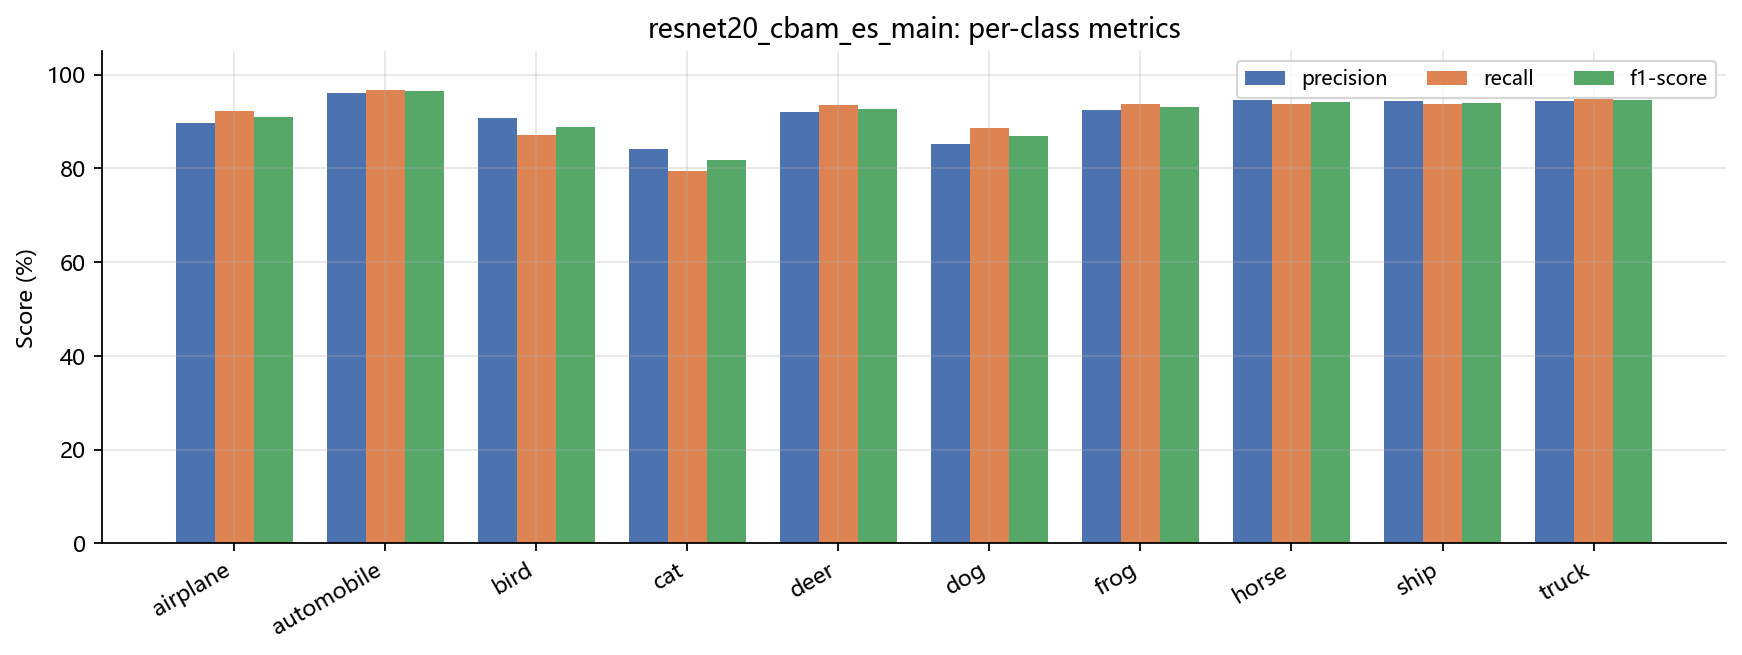 resnet20_cbam_es_main: per-class metrics
precision recall f1-score
Score (%)
100
80
60
40
20
0
airplane
automobile
bird
cat
deer
dog
frog
horse
ship
truck